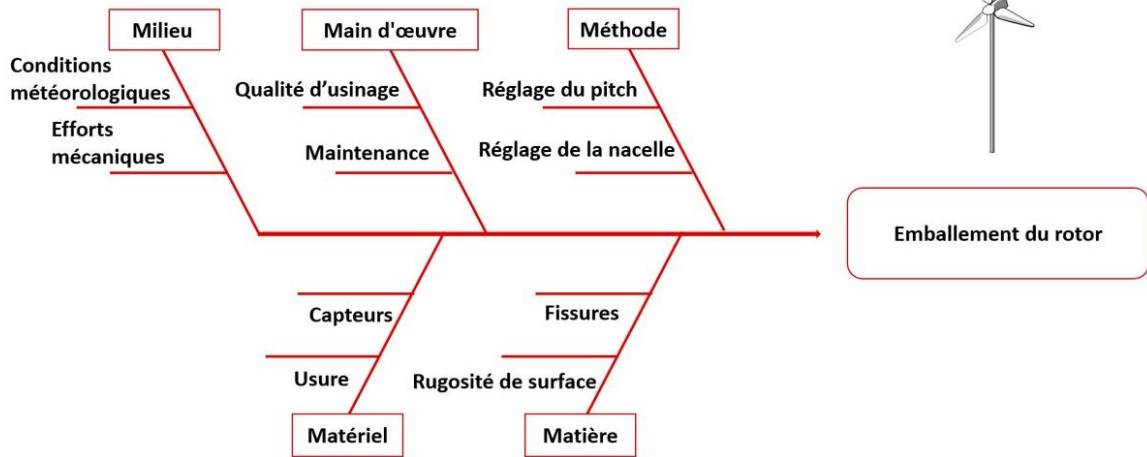 Milieu
Main d'œuvre
Méthode
Conditions
météorologiques
Qualité d'usinage
Réglage du pitch
Efforts
mécaniques
Maintenance
Réglage de la nacelle
Emballement du rotor
Capteurs
Fissures
Usure
Rugosité de surface
Matériel
Matière